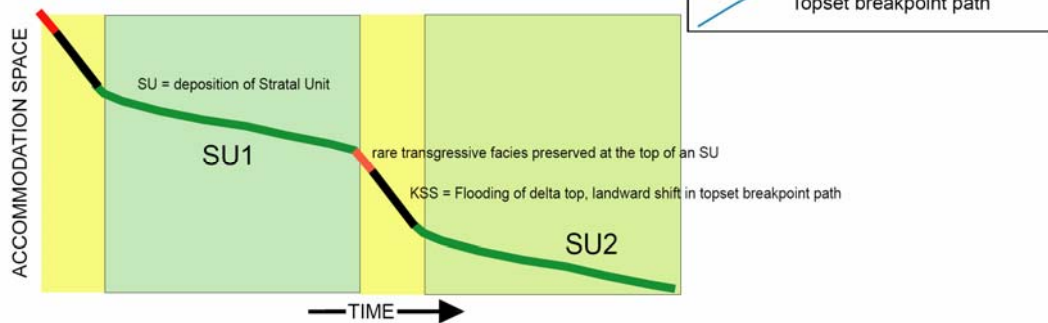 Topset breakpoint path
ACCOMMODATION SPACE
SU = deposition of Stratal Unit
SU1
rare transgressive facies preserved at the top of an SU
KSS = Flooding of delta top, landward shift in topset breakpoint path
SU2
TIME